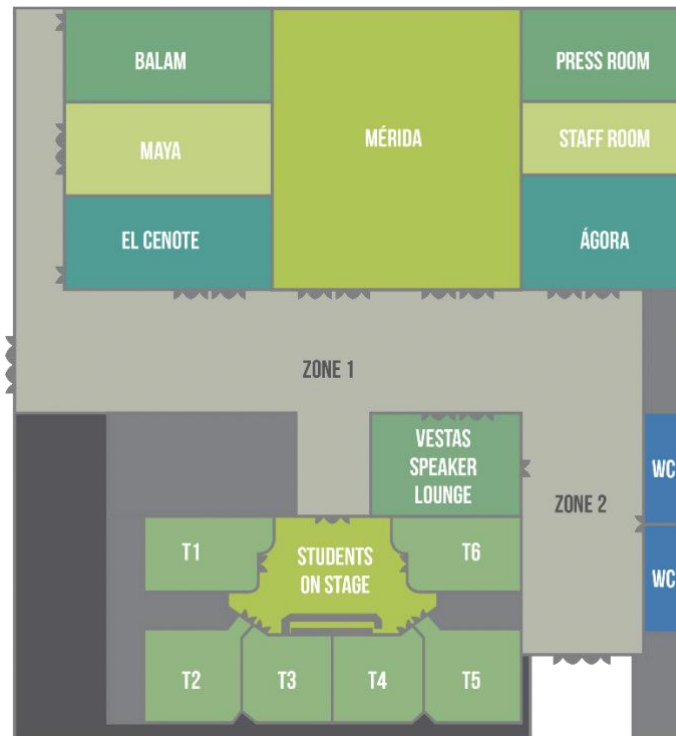 BALAM
MÉRIDA
PRESS ROOM
MAYA
STAFF ROOM
EL CENOTE
ÁGORA
ZONE 1
VESTAS
SPEAKER
LOUNGE
WC
ZONE 2
T1
STUDENTS
ON STAGE
T6
WC
T2
T3
T4
T5